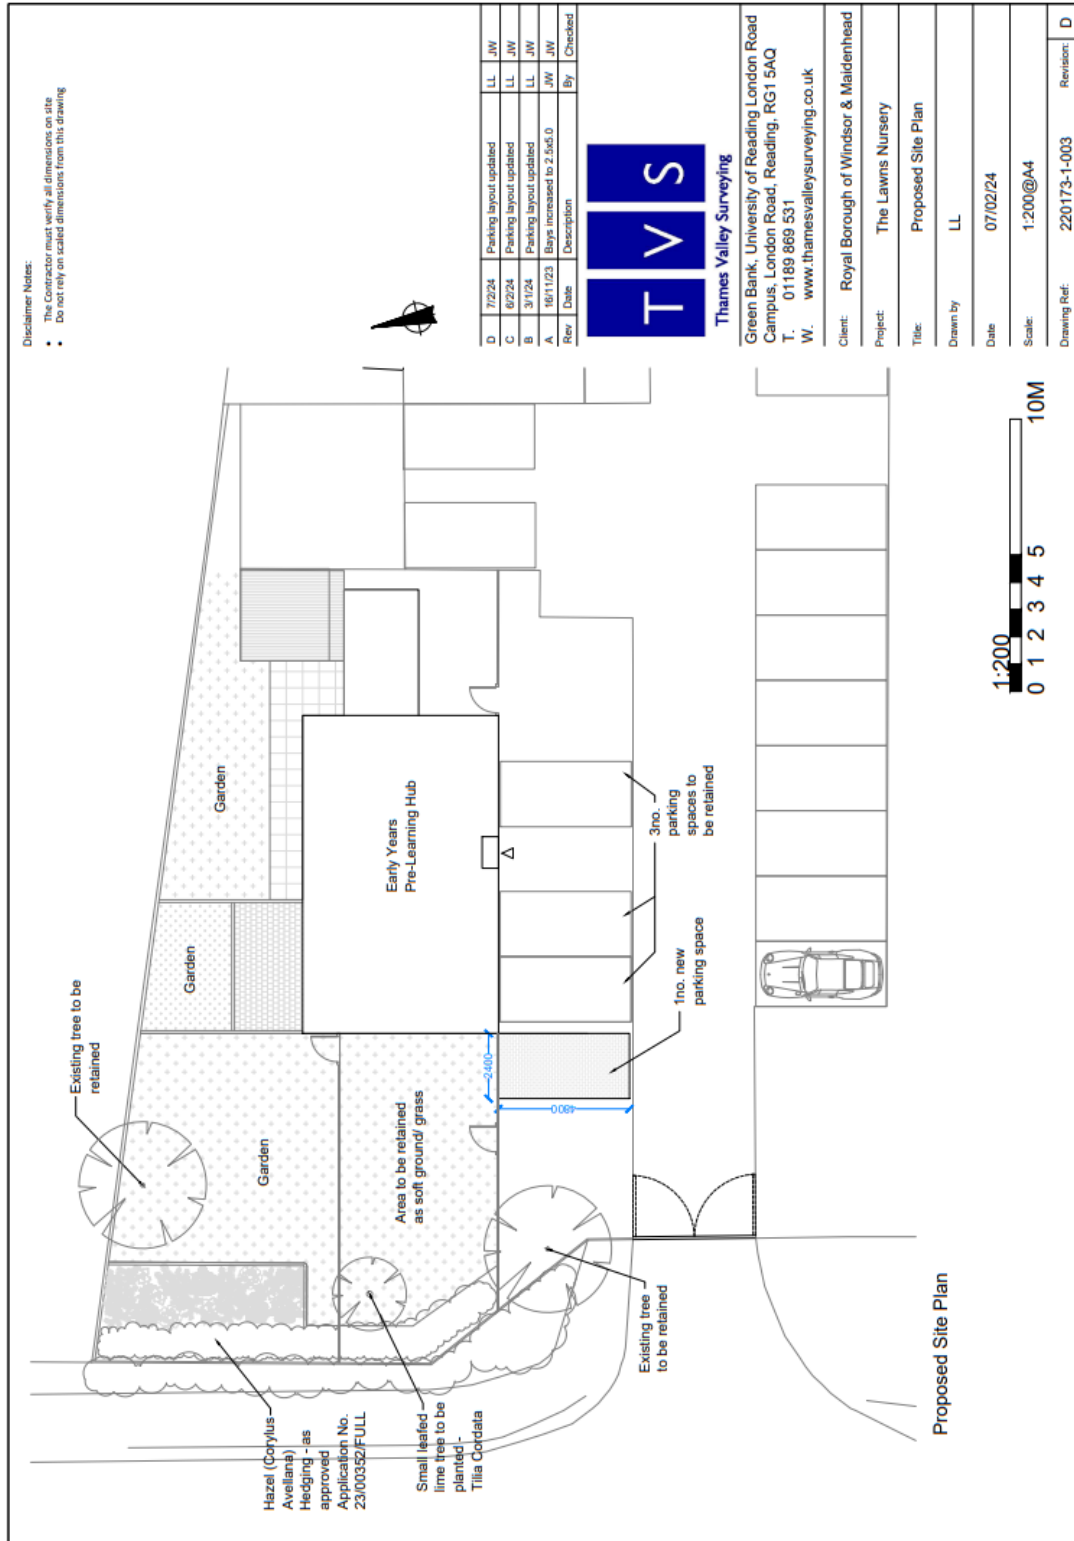 Disclaimer Notes:
• The Contractor must verify all dimensions on site
• Do not rely on scaled dimensions from this drawing
Existing tree to be
retained
Garden
Garden
Garden
Early Years
Pre-Learning Hub
Area to be retained
as soft ground/ grass
2400
4800
3no.
parking
spaces to
be retained
1no. new
parking space
Existing tree
to be retained
Hazel (Corylus
Avellana)
Hedging - as
approved
Application No.
23/00352/FULL
Small leafed
lime tree to be
planted -
Tilia Cordata
Proposed Site Plan
1:200
0 1 2 3 4 5 10M
D 7/2/24 Parking layout updated LL JW
C 6/2/24 Parking layout updated LL JW
B 3/1/24 Parking layout updated LL JW
A 16/11/23 Bays increased to 2.5x5.0 JW JW
Rev Date Description By Checked
T V S
Thames Valley Surveying
Green Bank, University of Reading London Road
Campus, London Road, Reading, RG1 5AQ
T. 01189 869 531
W. www.thamesvalleysurveying.co.uk
Client: Royal Borough of Windsor & Maidenhead
Project: The Lawns Nursery
Title: Proposed Site Plan
Drawn by LL
Date 07/02/24
Scale: 1:200@A4
Drawing Ref: 220173-1-003 Revision: D